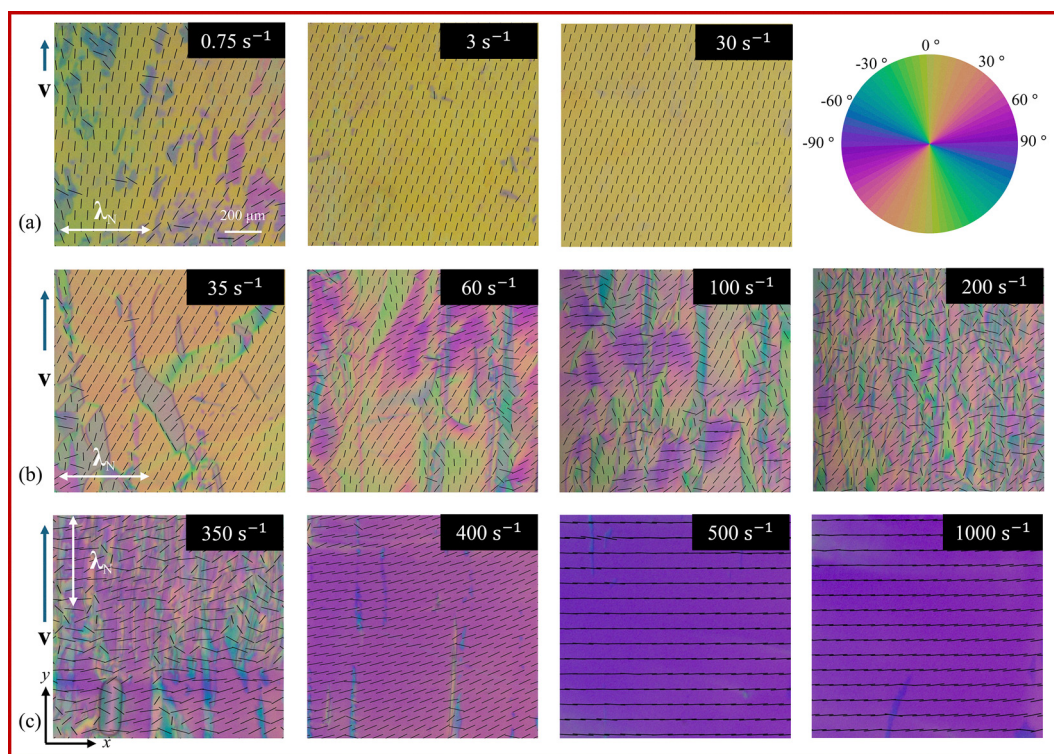 0.75 s⁻¹
3 s⁻¹
30 s⁻¹
v
λN
200 μm
(a)
0 °
30 °
60 °
90 °
-30 °
-60 °
-90 °
35 s⁻¹
60 s⁻¹
100 s⁻¹
200 s⁻¹
v
λN
(b)
350 s⁻¹
400 s⁻¹
500 s⁻¹
1000 s⁻¹
λN
v
y
x
(c)